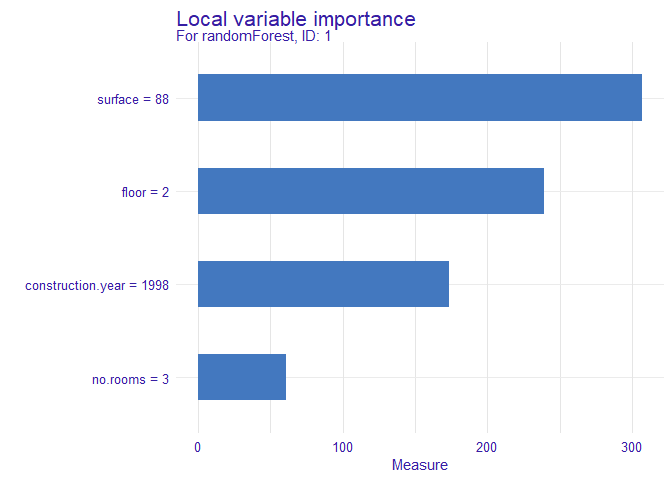 Local variable importance
For randomForest, ID: 1
surface = 88
floor = 2
construction.year = 1998
no.rooms = 3
0 100 200 300
Measure